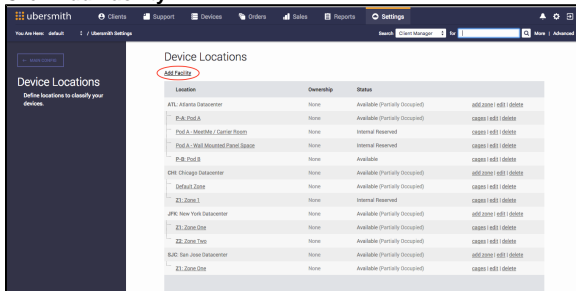 ubersmith Clients Support Devices Orders Sales Reports Settings
You Are Here: default / Ubersmith Settings Search Client Manager for More | Advanced
Device Locations
Add Facility
Device Locations
Define locations to classify your
devices.
Location Ownership Status
ATL: Atlanta Datacenter None Available (Partially Occupied) add zone | edit | delete
P-A: Pod A None Available (Partially Occupied) cages | edit | delete
Pod A - MeetMe / Carrier Room None Internal Reserved cages | edit | delete
Pod A - Wall Mounted Panel Space None Internal Reserved cages | edit | delete
P-B: Pod B None Available cages | edit | delete
CHI: Chicago Datacenter None Available (Partially Occupied) add zone | edit | delete
Default Zone None Available (Partially Occupied) cages | edit | delete
Z1: Zone 1 None Internal Reserved cages | edit | delete
JFK: New York Datacenter None Available (Partially Occupied) add zone | edit | delete
Z1: Zone One None Available (Partially Occupied) cages | edit | delete
Z2: Zone Two None Available (Partially Occupied) cages | edit | delete
SJC: San Jose Datacenter None Available (Partially Occupied) add zone | edit | delete
Z1: Zone One None Available (Partially Occupied) cages | edit | delete